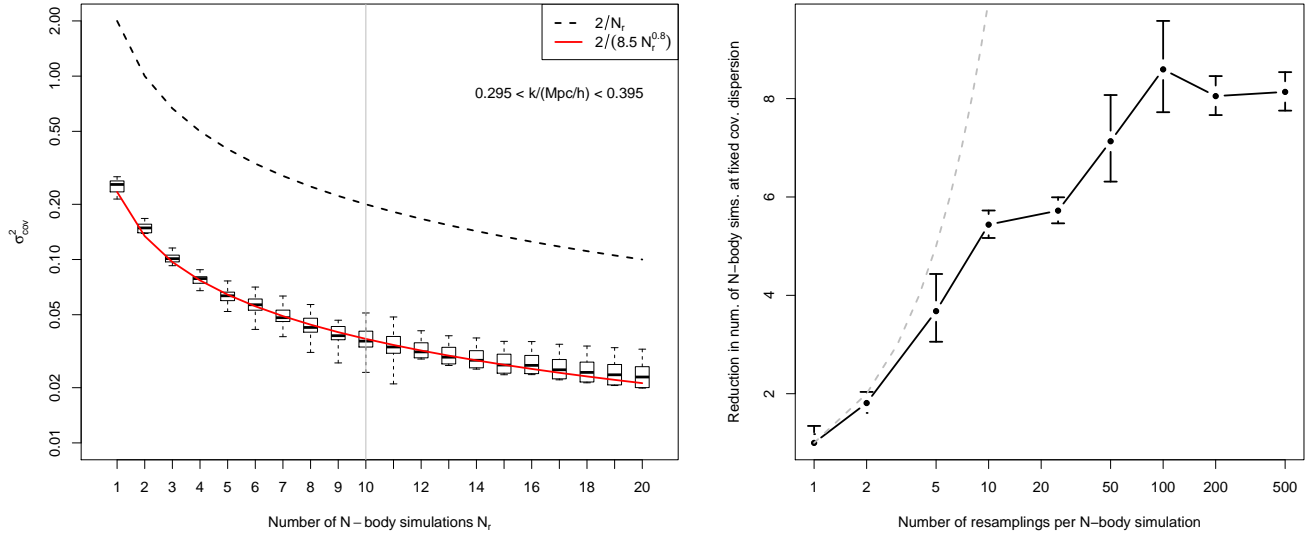 2/Nᵣ
2/(8.5 Nᵣ^0.8)
0.295 < k/(Mpc/h) < 0.395
σ²cov
2.00
1.00
0.50
0.20
0.10
0.05
0.02
0.01
1 2 3 4 5 6 7 8 9 10 12 14 16 18 20
Number of N−body simulations Nᵣ
Reduction in num. of N−body sims. at fixed cov. dispersion
8
6
4
2
1 2 5 10 20 50 100 200 500
Number of resamplings per N−body simulation